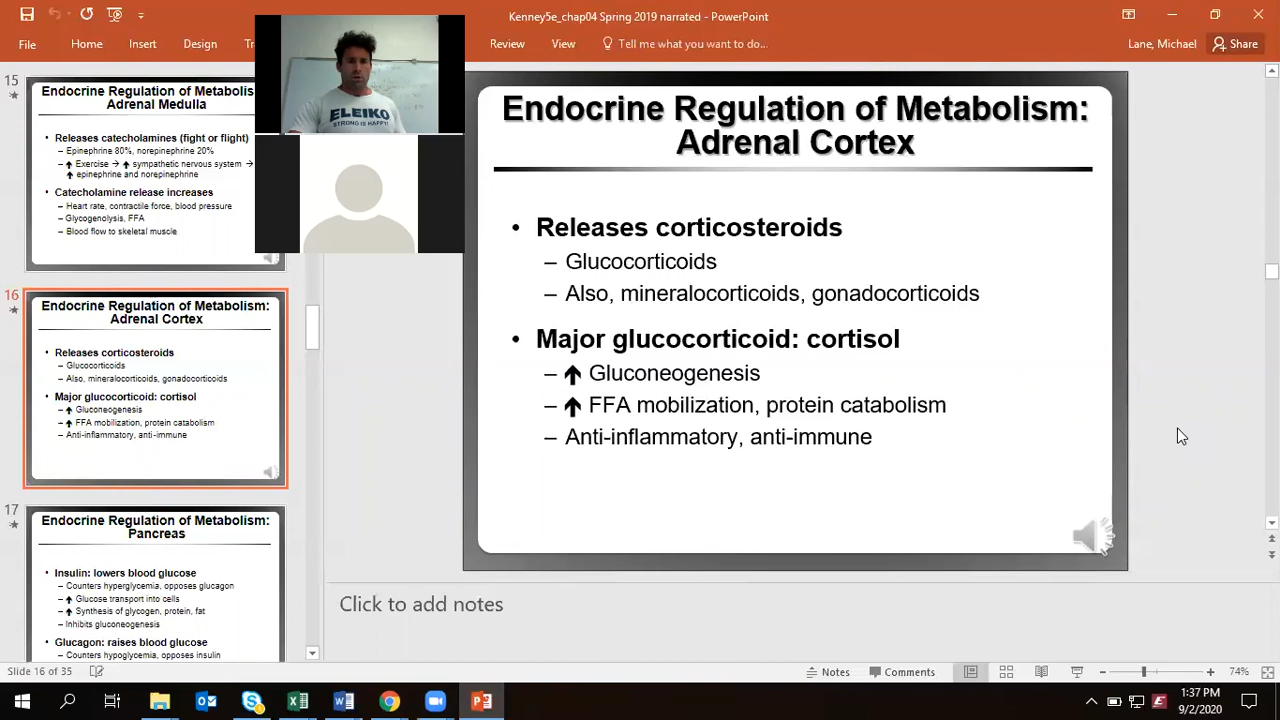 Kenney5e_chap04 Spring 2019 narrated - PowerPoint
File Home Insert Design Review View Tell me what you want to do... Lane, Michael Share
15
Endocrine Regulation of Metabolism:
Adrenal Medulla
• Releases catecholamines (fight or flight)
– Epinephrine 80%, norepinephrine 20%
– ↑ Exercise → ↑ sympathetic nervous system →
↑ epinephrine and norepinephrine
• Catecholamine release increases
– Heart rate, contractile force, blood pressure
– Glycogenolysis, FFA
– Blood flow to skeletal muscle
16
Endocrine Regulation of Metabolism:
Adrenal Cortex
• Releases corticosteroids
– Glucocorticoids
– Also, mineralocorticoids, gonadocorticoids
• Major glucocorticoid: cortisol
– ↑ Gluconeogenesis
– ↑ FFA mobilization, protein catabolism
– Anti-inflammatory, anti-immune
17
Endocrine Regulation of Metabolism:
Pancreas
• Insulin: lowers blood glucose
– Counters hyperglycemia, opposes glucagon
– ↑ Glucose transport into cells
– ↑ Synthesis of glycogen, protein, fat
– Inhibits gluconeogenesis
• Glucagon: raises blood glucose
– Counters hypoglycemia, opposes insulin
ELEIKO
STRONG IS HAPPY!
Endocrine Regulation of Metabolism:
Adrenal Cortex
• Releases corticosteroids
– Glucocorticoids
– Also, mineralocorticoids, gonadocorticoids
• Major glucocorticoid: cortisol
– ↑ Gluconeogenesis
– ↑ FFA mobilization, protein catabolism
– Anti-inflammatory, anti-immune
Click to add notes
Slide 16 of 35 Notes Comments 74%
1:37 PM
9/2/2020